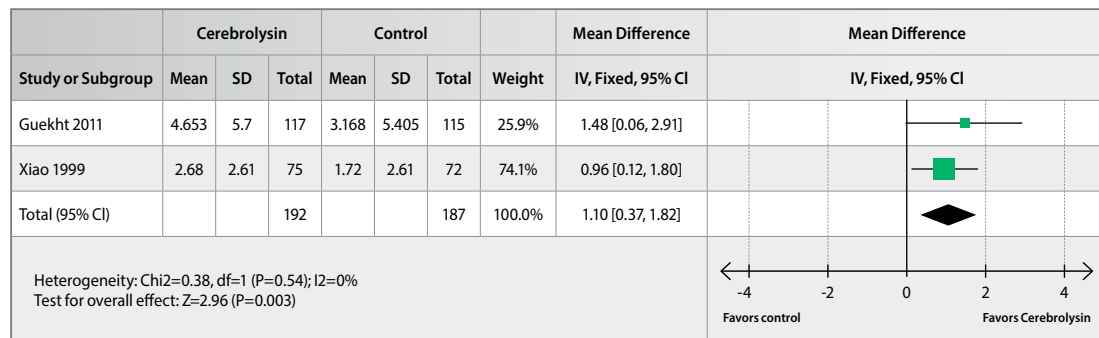 Cerebrolysin Control Mean Difference Mean Difference
Study or Subgroup Mean SD Total Mean SD Total Weight IV, Fixed, 95% Cl IV, Fixed, 95% Cl
Guekht 2011 4.653 5.7 117 3.168 5.405 115 25.9% 1.48 [0.06, 2.91]
Xiao 1999 2.68 2.61 75 1.72 2.61 72 74.1% 0.96 [0.12, 1.80]
Total (95% Cl) 192 187 100.0% 1.10 [0.37, 1.82]
Heterogeneity: Chi2=0.38, df=1 (P=0.54); I2=0%
Test for overall effect: Z=2.96 (P=0.003)
-4 -2 0 2 4
Favors control Favors Cerebrolysin